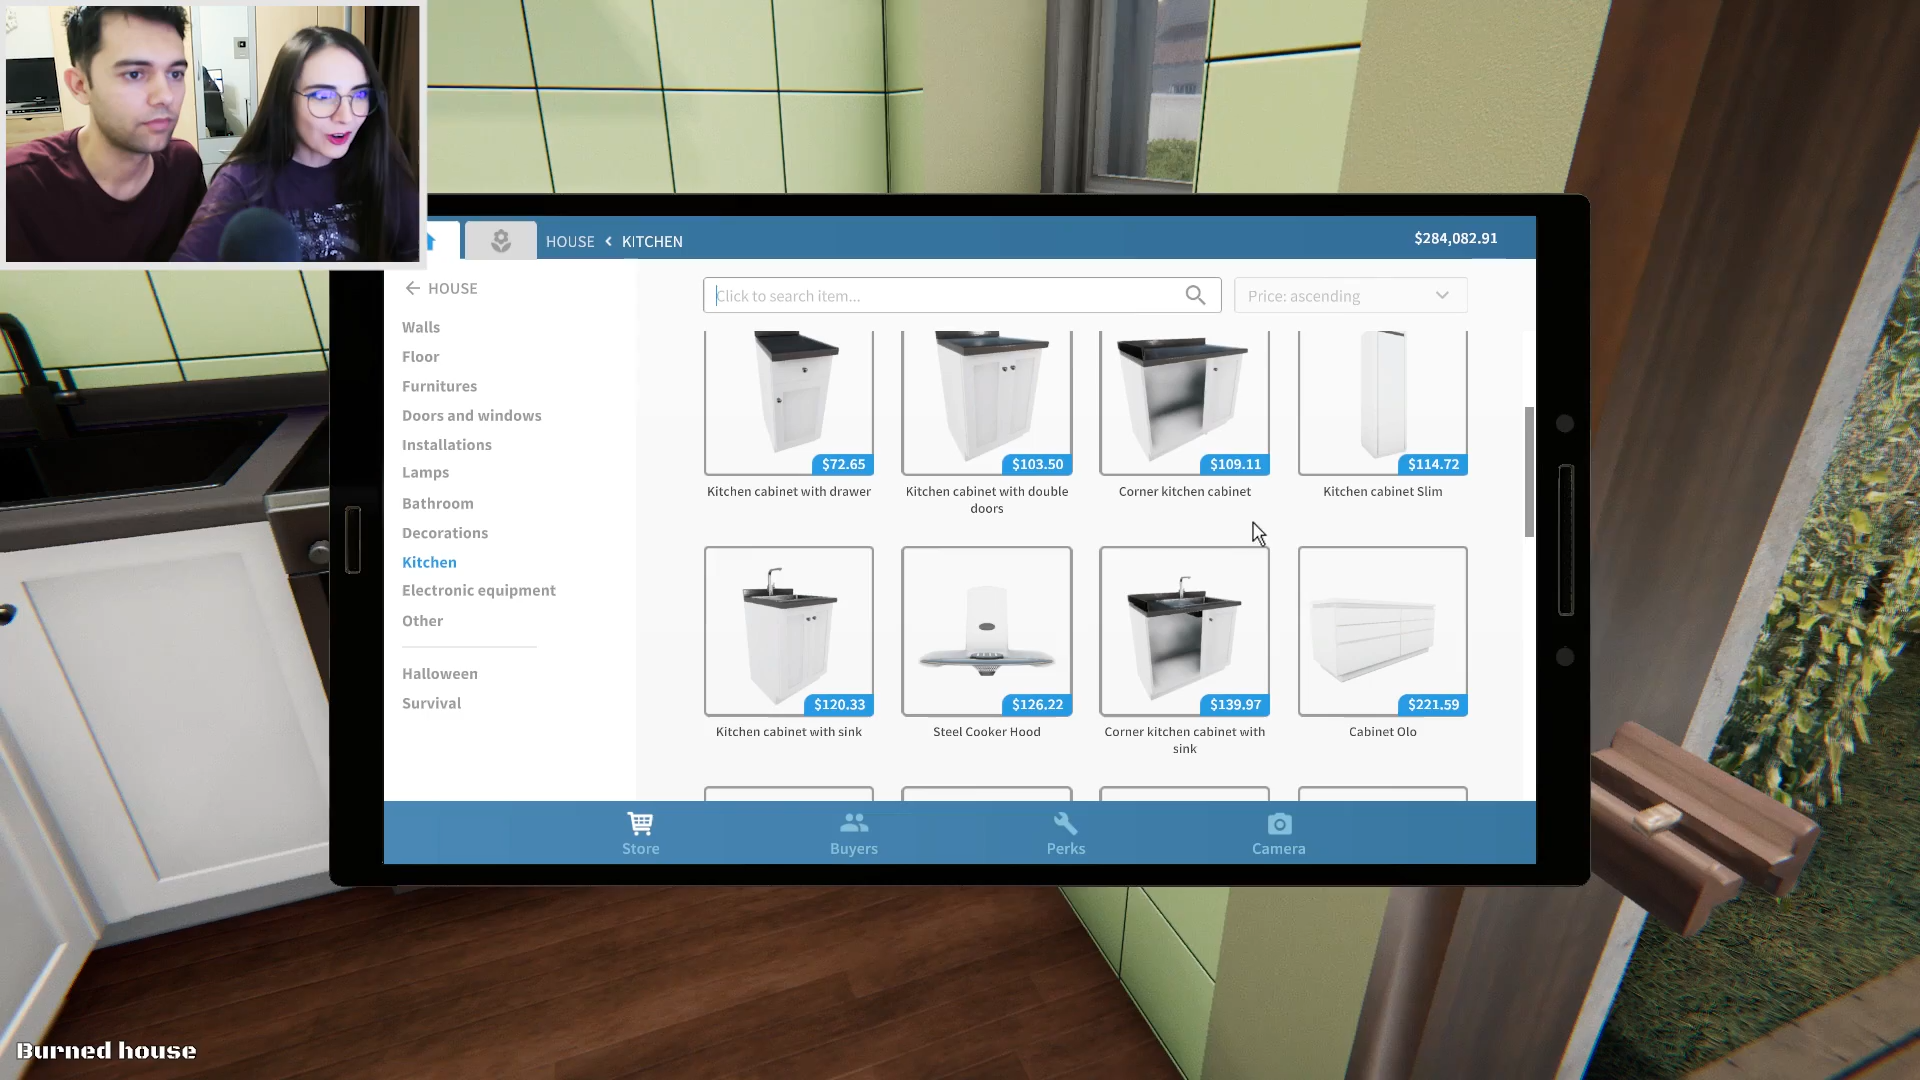 HOUSE < KITCHEN
$284,082.91
HOUSE
Click to search item...
Price: ascending
Walls
Floor
Furnitures
Doors and windows
Installations
Lamps
Bathroom
Decorations
Kitchen
Electronic equipment
Other
Halloween
Survival
$72.65
$103.50
$109.11
$114.72
Kitchen cabinet with drawer
Kitchen cabinet with double
doors
Corner kitchen cabinet
Kitchen cabinet Slim
$120.33
$126.22
$139.97
$221.59
Kitchen cabinet with sink
Steel Cooker Hood
Corner kitchen cabinet with
sink
Cabinet Olo
Store
Buyers
Perks
Camera
Burned house